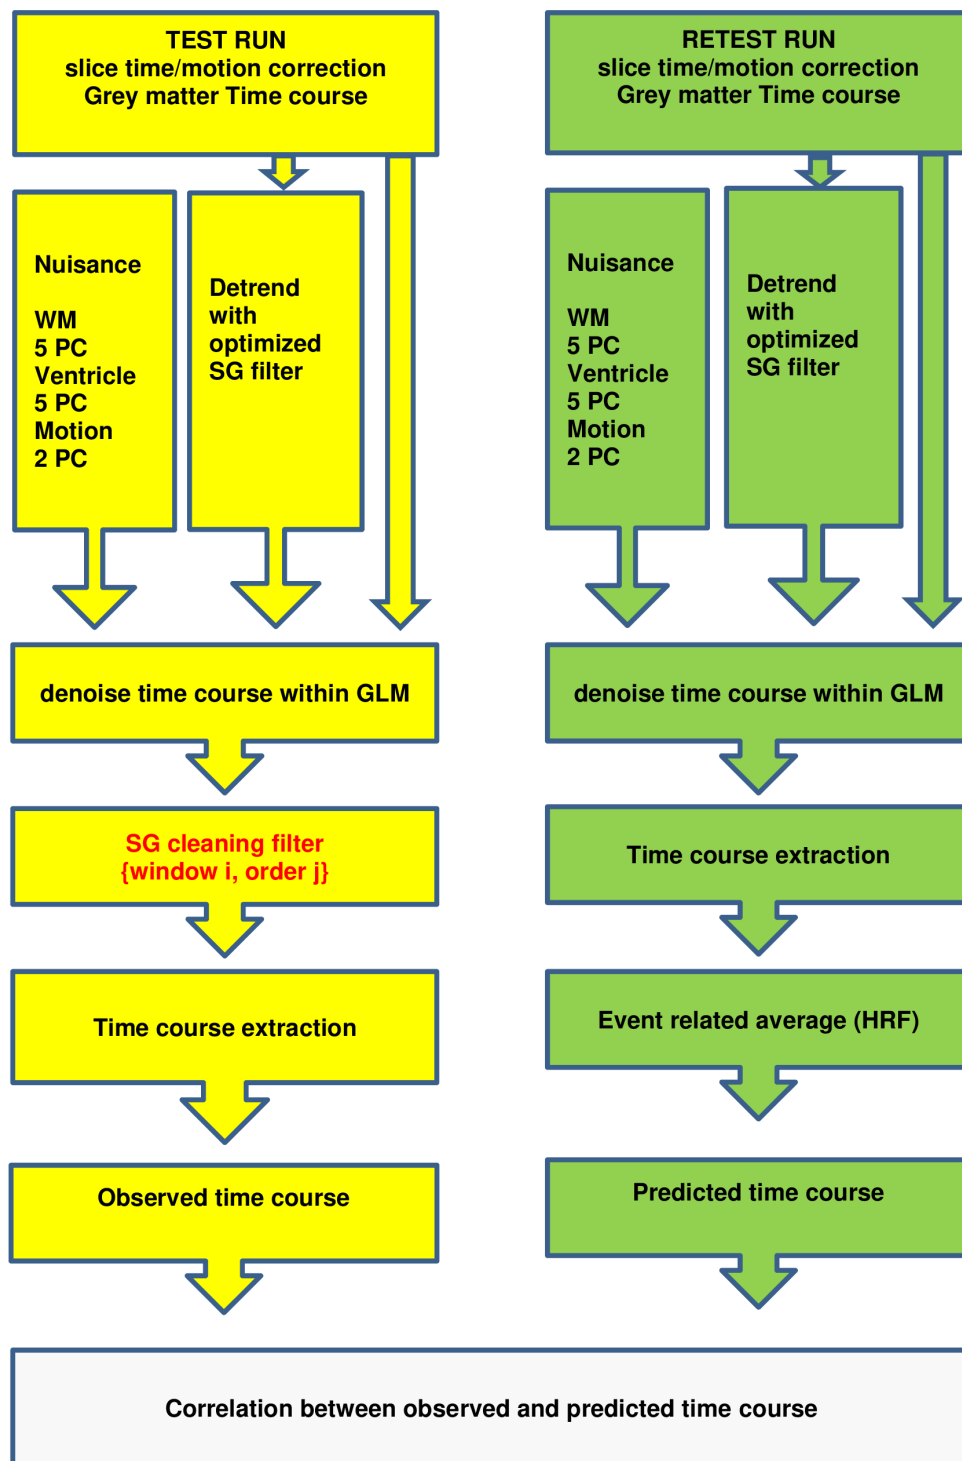 TEST RUN
slice time/motion correction
Grey matter Time course
RETEST RUN
slice time/motion correction
Grey matter Time course
Nuisance
WM
5 PC
Ventricle
5 PC
Motion
2 PC
Detrend
with
optimized
SG filter
Nuisance
WM
5 PC
Ventricle
5 PC
Motion
2 PC
Detrend
with
optimized
SG filter
denoise time course within GLM
denoise time course within GLM
SG cleaning filter
{window i, order j}
Time course extraction
Time course extraction
Event related average (HRF)
Observed time course
Predicted time course
Correlation between observed and predicted time course